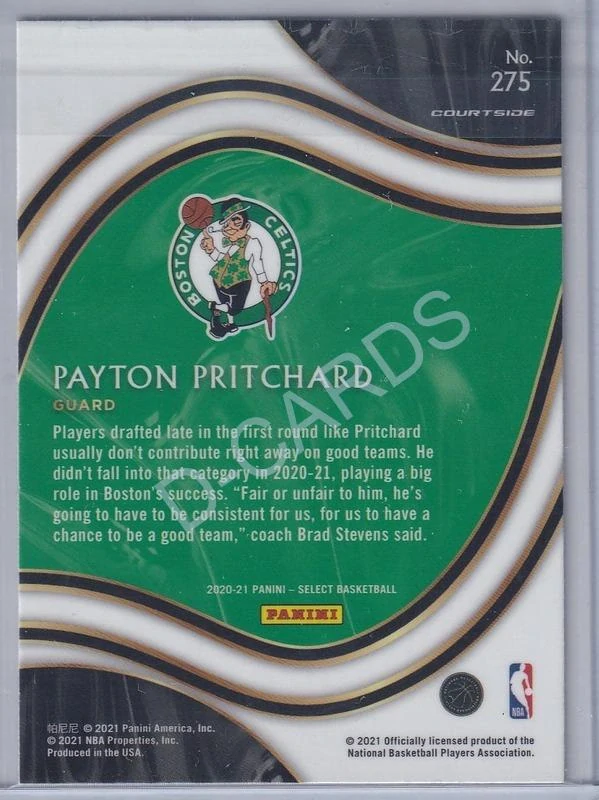 No.
275
COURTSIDE
BOSTON CELTICS
PAYTON PRITCHARD
GUARD
Players drafted late in the first round like Pritchard
usually don't contribute right away on good teams. He
didn't fall into that category in 2020-21, playing a big
role in Boston's success. “Fair or unfair to him, he's
going to have to be consistent for us, for us to have a
chance to be a good team,” coach Brad Stevens said.
D-CARDS
2020-21 PANINI – SELECT BASKETBALL
PANINI
NBA
帕尼尼 © 2021 Panini America, Inc.
© 2021 NBA Properties, Inc.
Produced in the USA.
© 2021 Officially licensed product of the
National Basketball Players Association.